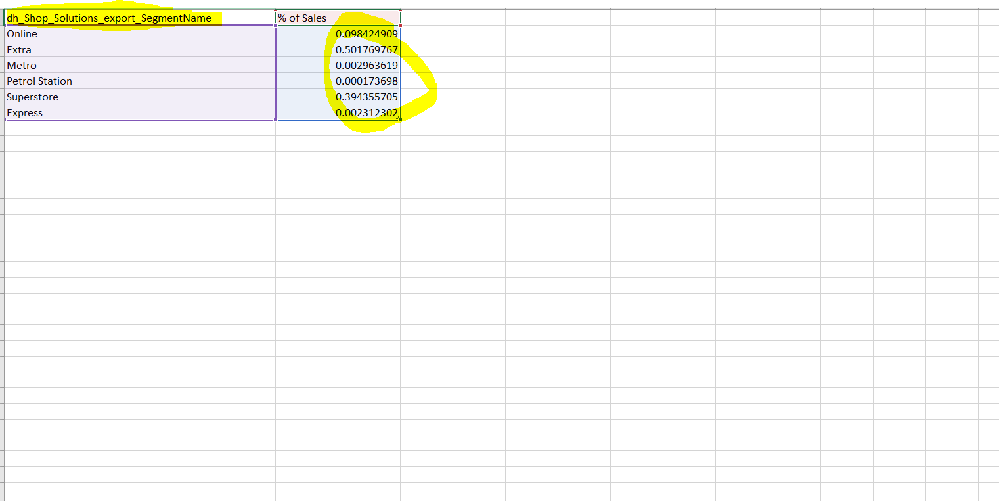 dh_Shop_Solutions_export_SegmentName % of Sales
Online 0.098424909
Extra 0.501769767
Metro 0.002963619
Petrol Station 0.000173698
Superstore 0.394355705
Express 0.002312302